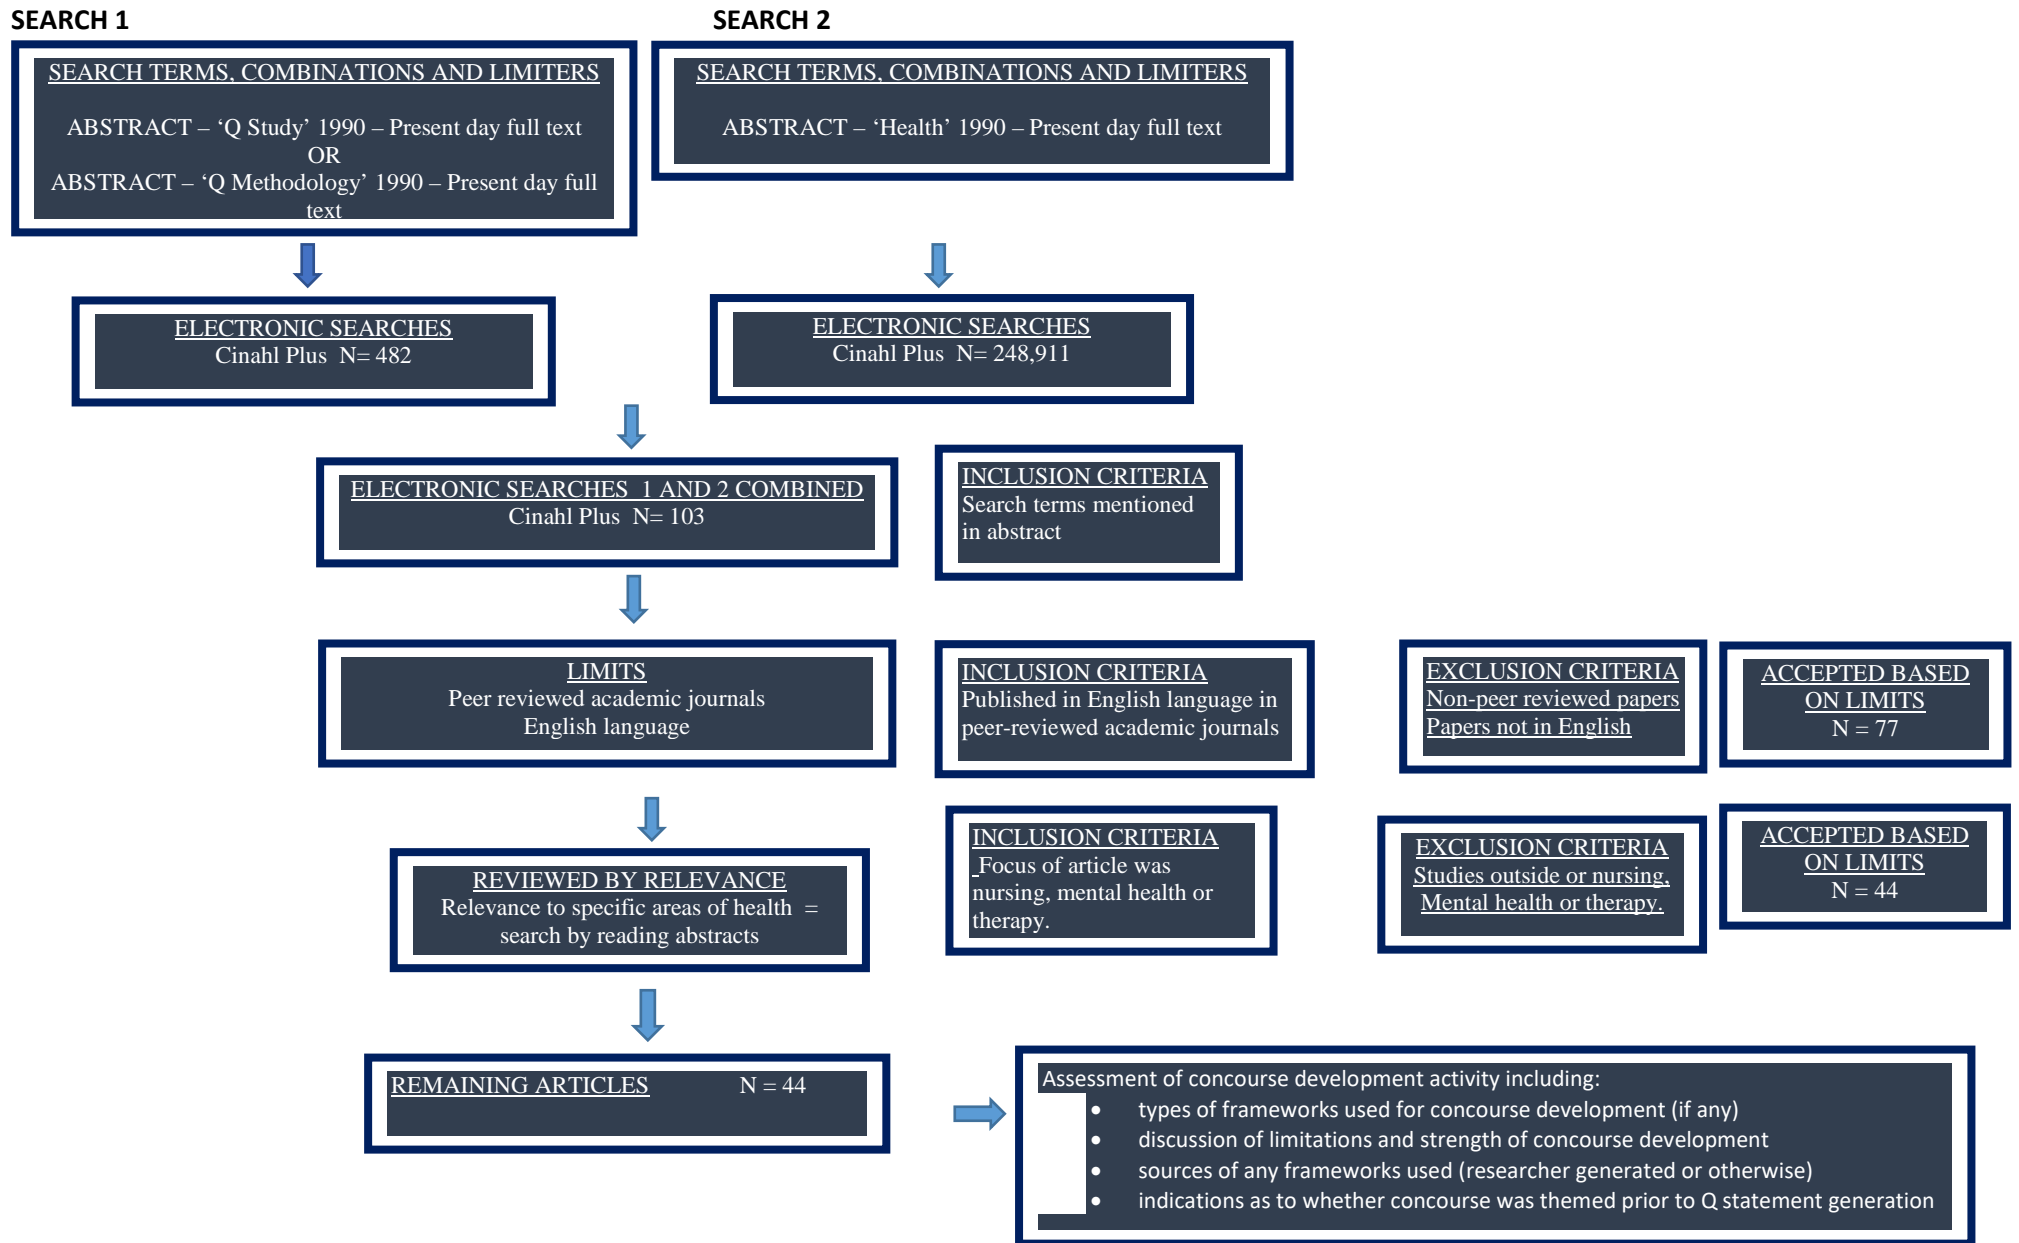 SEARCH 1
SEARCH TERMS, COMBINATIONS AND LIMITERS
ABSTRACT – ‘Q Study’ 1990 – Present day full text
OR
ABSTRACT – ‘Q Methodology’ 1990 – Present day full
text
SEARCH 2
SEARCH TERMS, COMBINATIONS AND LIMITERS
ABSTRACT – ‘Health’ 1990 – Present day full text
ELECTRONIC SEARCHES
Cinahl Plus N= 482
ELECTRONIC SEARCHES
Cinahl Plus N= 248,911
ELECTRONIC SEARCHES 1 AND 2 COMBINED
Cinahl Plus N= 103
INCLUSION CRITERIA
Search terms mentioned
in abstract
LIMITS
Peer reviewed academic journals
English language
INCLUSION CRITERIA
Published in English language in
peer-reviewed academic journals
EXCLUSION CRITERIA
Non-peer reviewed papers
Papers not in English
ACCEPTED BASED
ON LIMITS
N = 77
REVIEWED BY RELEVANCE
Relevance to specific areas of health =
search by reading abstracts
INCLUSION CRITERIA
Focus of article was
nursing, mental health or
therapy.
EXCLUSION CRITERIA
Studies outside or nursing,
Mental health or therapy.
ACCEPTED BASED
ON LIMITS
N = 44
REMAINING ARTICLES N = 44
Assessment of concourse development activity including:
• types of frameworks used for concourse development (if any)
• discussion of limitations and strength of concourse development
• sources of any frameworks used (researcher generated or otherwise)
• indications as to whether concourse was themed prior to Q statement generation